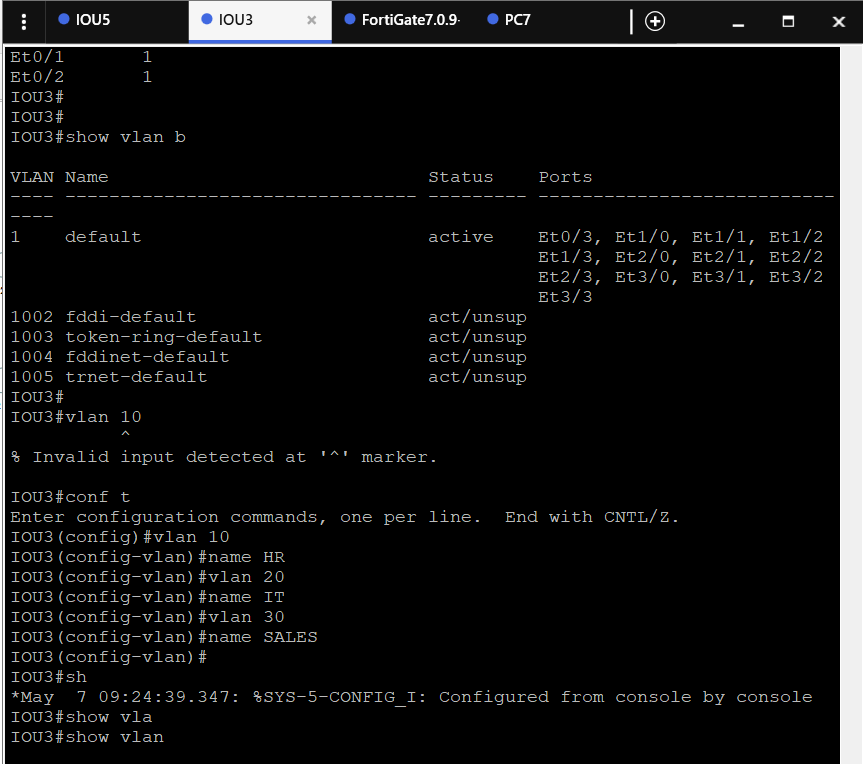 IOU5 IOU3 × FortiGate7.0.9- PC7
Et0/1 1
Et0/2 1
IOU3#
IOU3#
IOU3#show vlan b
VLAN Name Status Ports
---- -------------------------------- --------- ---------------------------
----
1 default active Et0/3, Et1/0, Et1/1, Et1/2
Et1/3, Et2/0, Et2/1, Et2/2
Et2/3, Et3/0, Et3/1, Et3/2
Et3/3
1002 fddi-default act/unsup
1003 token-ring-default act/unsup
1004 fddinet-default act/unsup
1005 trnet-default act/unsup
IOU3#
IOU3#vlan 10
^
% Invalid input detected at '^' marker.
IOU3#conf t
Enter configuration commands, one per line.  End with CNTL/Z.
IOU3(config)#vlan 10
IOU3(config-vlan)#name HR
IOU3(config-vlan)#vlan 20
IOU3(config-vlan)#name IT
IOU3(config-vlan)#vlan 30
IOU3(config-vlan)#name SALES
IOU3(config-vlan)#
IOU3#sh
*May  7 09:24:39.347: %SYS-5-CONFIG_I: Configured from console by console
IOU3#show vla
IOU3#show vlan